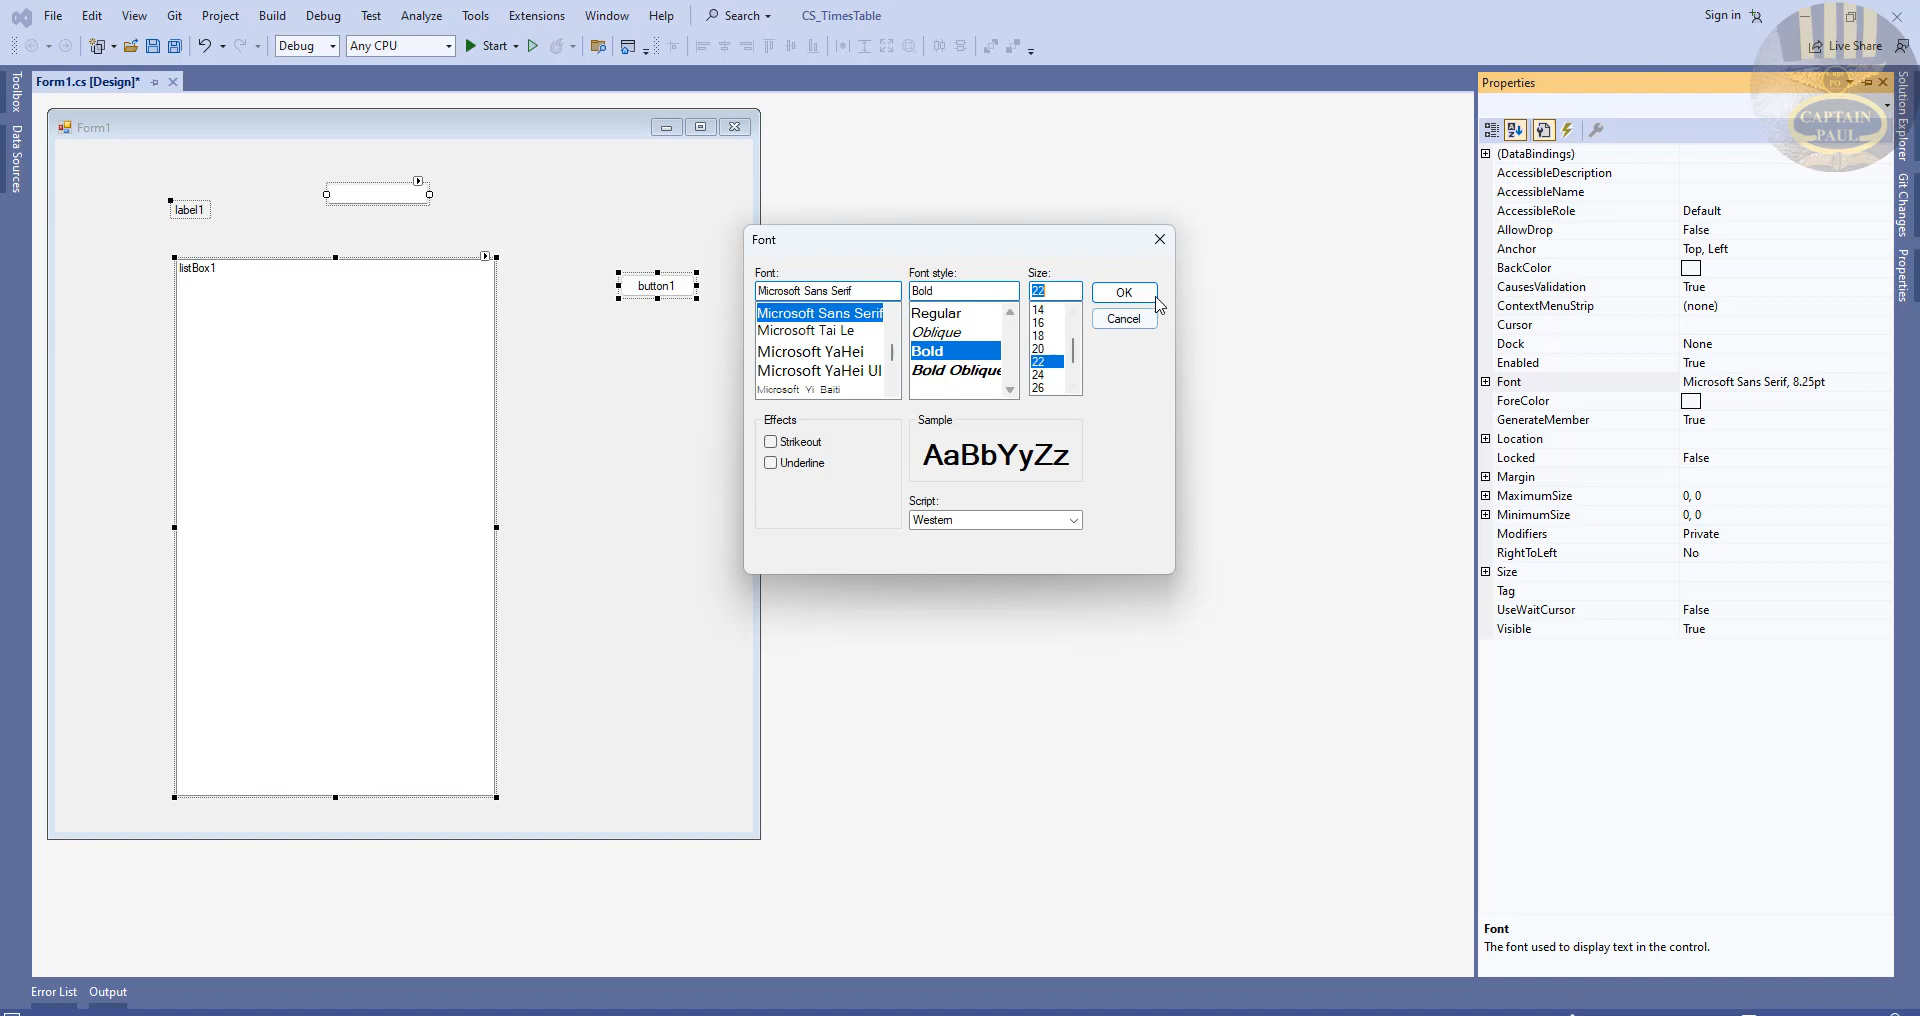 File Edit View Git Project Build Debug Test Analyze Tools Extensions Window Help Search CS_TimesTable Sign in
Debug Any CPU Start Live Share
Form1.cs [Design]*
Toolbox
Data Sources
Form1
label1
listBox1
button1
Font
Font: Font style: Size:
Microsoft Sans Serif Bold 22 OK
Cancel
Microsoft Sans Serif
Microsoft Tai Le
Microsoft YaHei
Microsoft YaHei UI
Microsoft Yi Baiti
Regular
Oblique
Bold
Bold Oblique
14
16
18
20
22
24
26
Effects
Strikeout
Underline
Sample
AaBbYyZz
Script:
Western
Properties
(DataBindings)
AccessibleDescription
AccessibleName
AccessibleRole Default
AllowDrop False
Anchor Top, Left
BackColor
CausesValidation True
ContextMenuStrip (none)
Cursor
Dock None
Enabled True
Font Microsoft Sans Serif, 8.25pt
ForeColor
GenerateMember True
Location
Locked False
Margin
MaximumSize 0, 0
MinimumSize 0, 0
Modifiers Private
RightToLeft No
Size
Tag
UseWaitCursor False
Visible True
Font
The font used to display text in the control.
Solution Explorer
Git Changes
Properties
CAPTAIN
PAUL
Error List Output